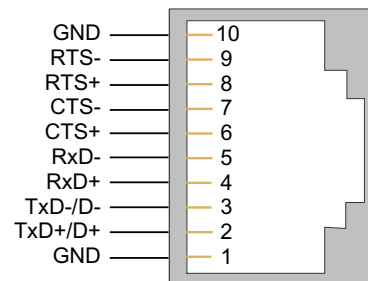 GND 10
RTS- 9
RTS+ 8
CTS- 7
CTS+ 6
RxD- 5
RxD+ 4
TxD-/D- 3
TxD+/D+ 2
GND 1